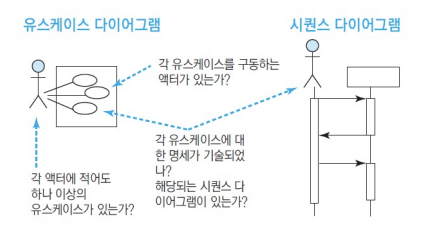 유스케이스 다이어그램
시퀀스 다이어그램
각 유스케이스를 구동하는
액터가 있는가?
각 유스케이스에 대
한 명세가 기술되었
나?
해당되는 시퀀스 다
이어그램이 있는가?
각 액터에 적어도
하나 이상의
유스케이스가 있는가?